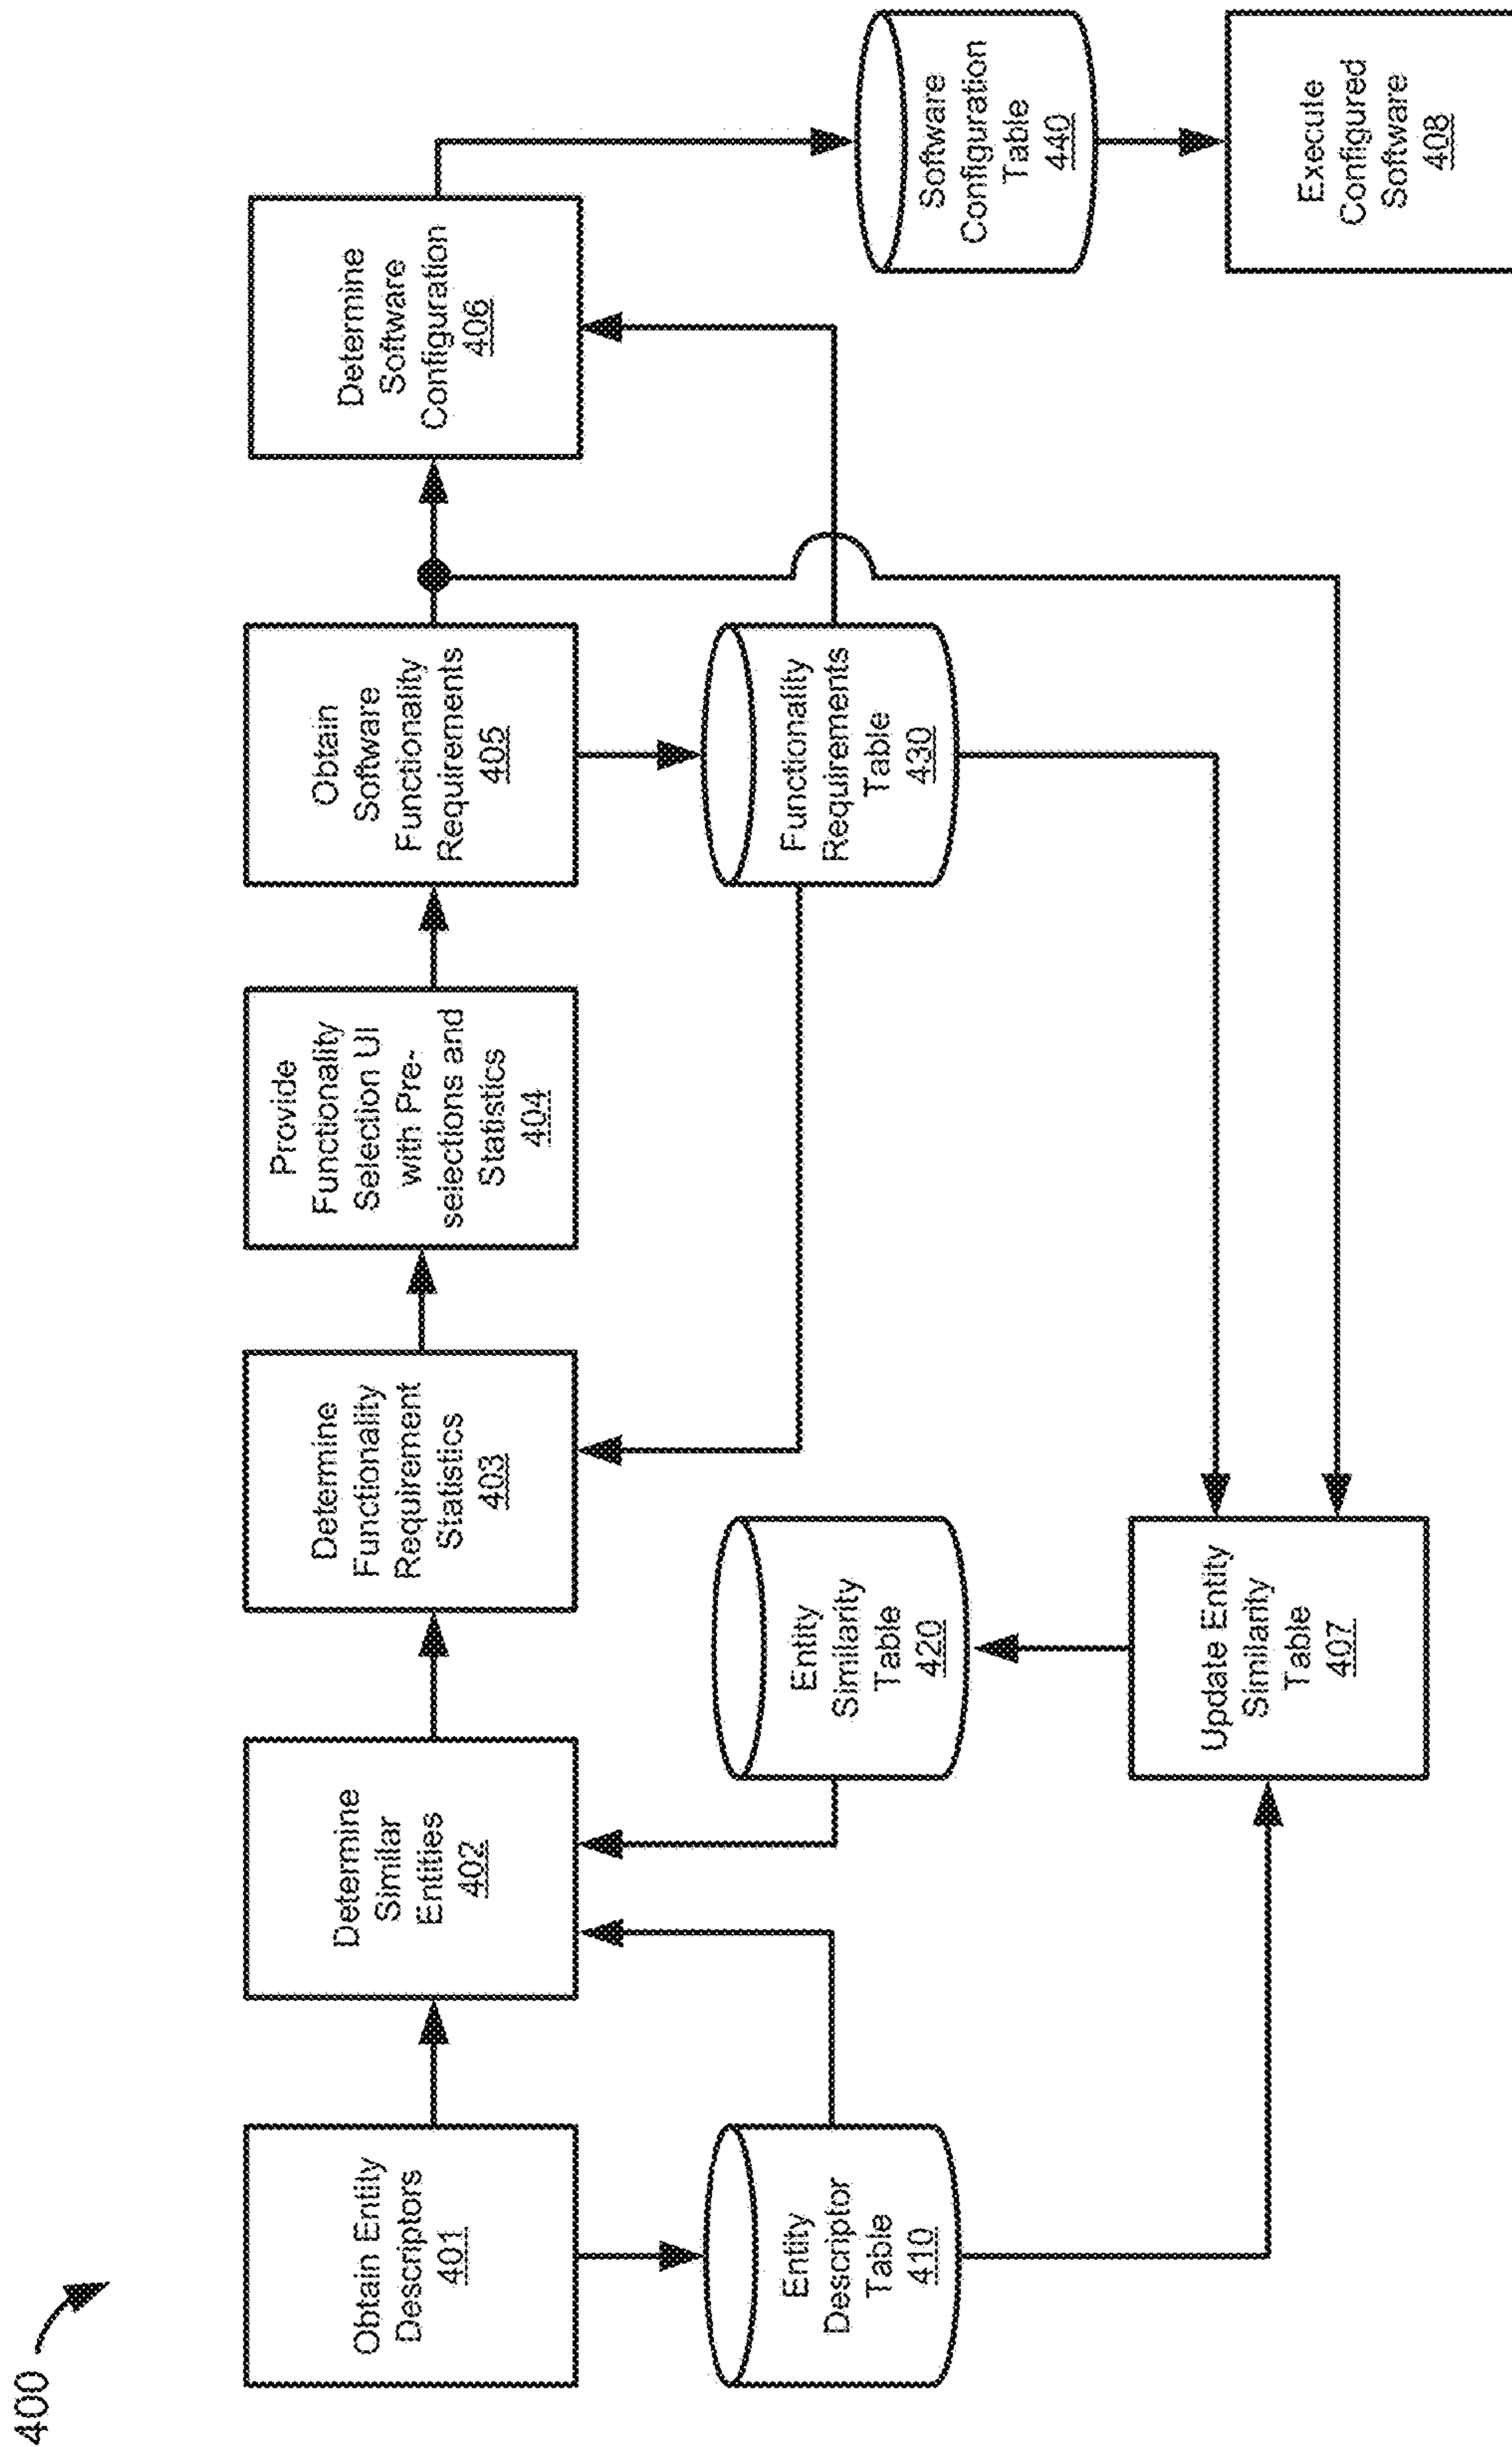 400
Obtain Entity
Descriptors
401
Determine
Similar
Entities
402
Determine
Functionality
Requirement
Statistics
403
Provide
Functionality
Selection UI
with Pre-
selections and
Statistics
404
Obtain
Software
Functionality
Requirements
405
Determine
Software
Configuration
406
Entity
Descriptor
Table
410
Entity
Similarity
Table
420
Functionality
Requirements
Table
430
Software
Configuration
Table
440
Update Entity
Similarity
Table
407
Execute
Configured
Software
408